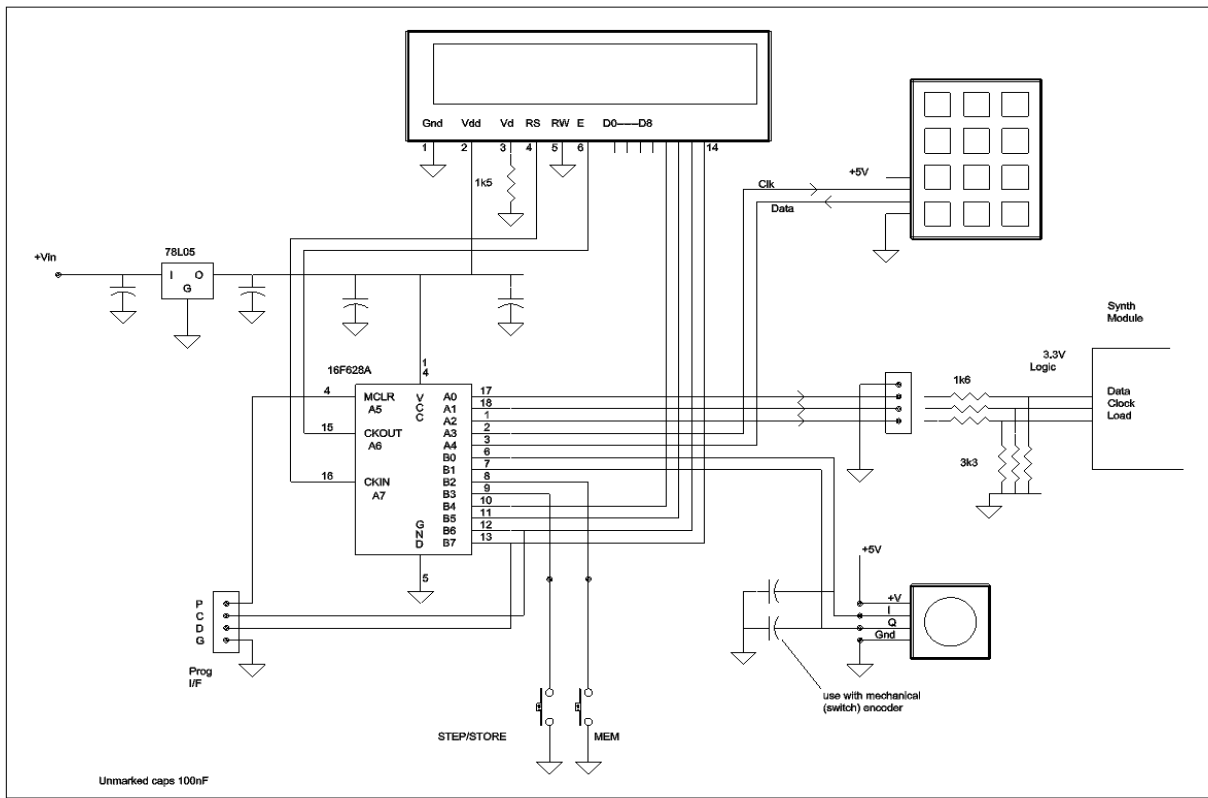 Gnd Vdd Vd RS RW E D0----D8
1 2 3 4 5 6 14
1k5
+5V
Clk
Data
78L05
+Vin
I O
G
Synth
Module
3.3V
Logic
1k6
Data
Clock
Load
3k3
16F628A
1
4
VCC
GND
4 MCLR A0 17
A5 A1 18
A2 1
15 CKOUT A3 2
A6 A4 3
B0 6
B1 7
16 CKIN B2 8
A7 B3 9
B4 10
B5 11
B6 12
B7 13
5
+5V
+V
I
Q
Gnd
P
C
D
G
Prog
I/F
use with mechanical
(switch) encoder
STEP/STORE
MEM
Unmarked caps 100nF